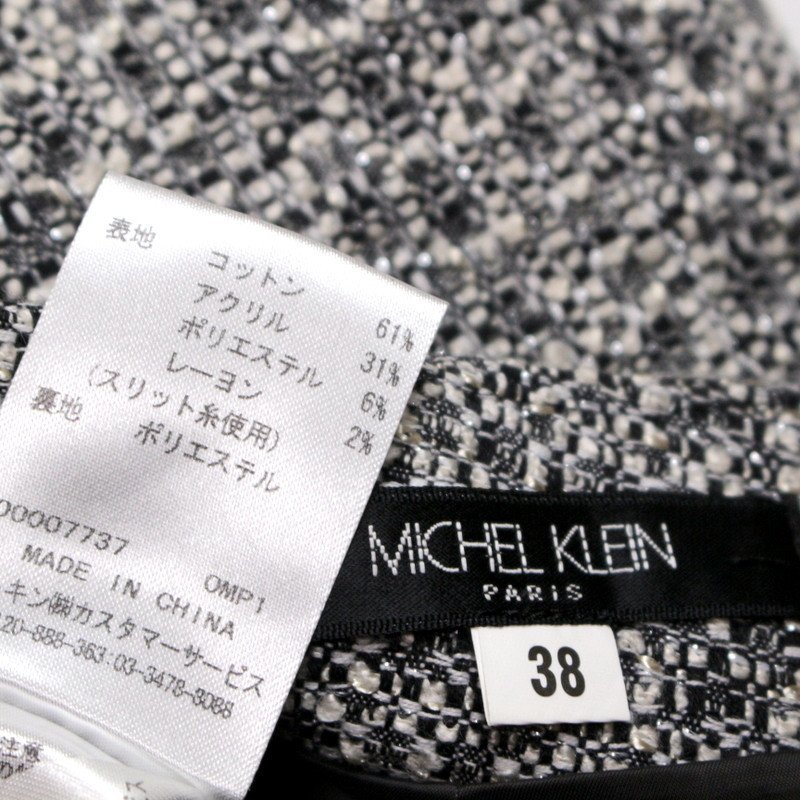 表地
コットン 61%
アクリル 31%
ポリエステル 6%
レーヨン 2%
(スリット糸使用)
裏地
ポリエステル
00007737 OMP1
MADE IN CHINA
キン㈱カスタマーサービス
20-888-363:03-3478-8088
注意
MICHEL KLEIN
PARIS
38